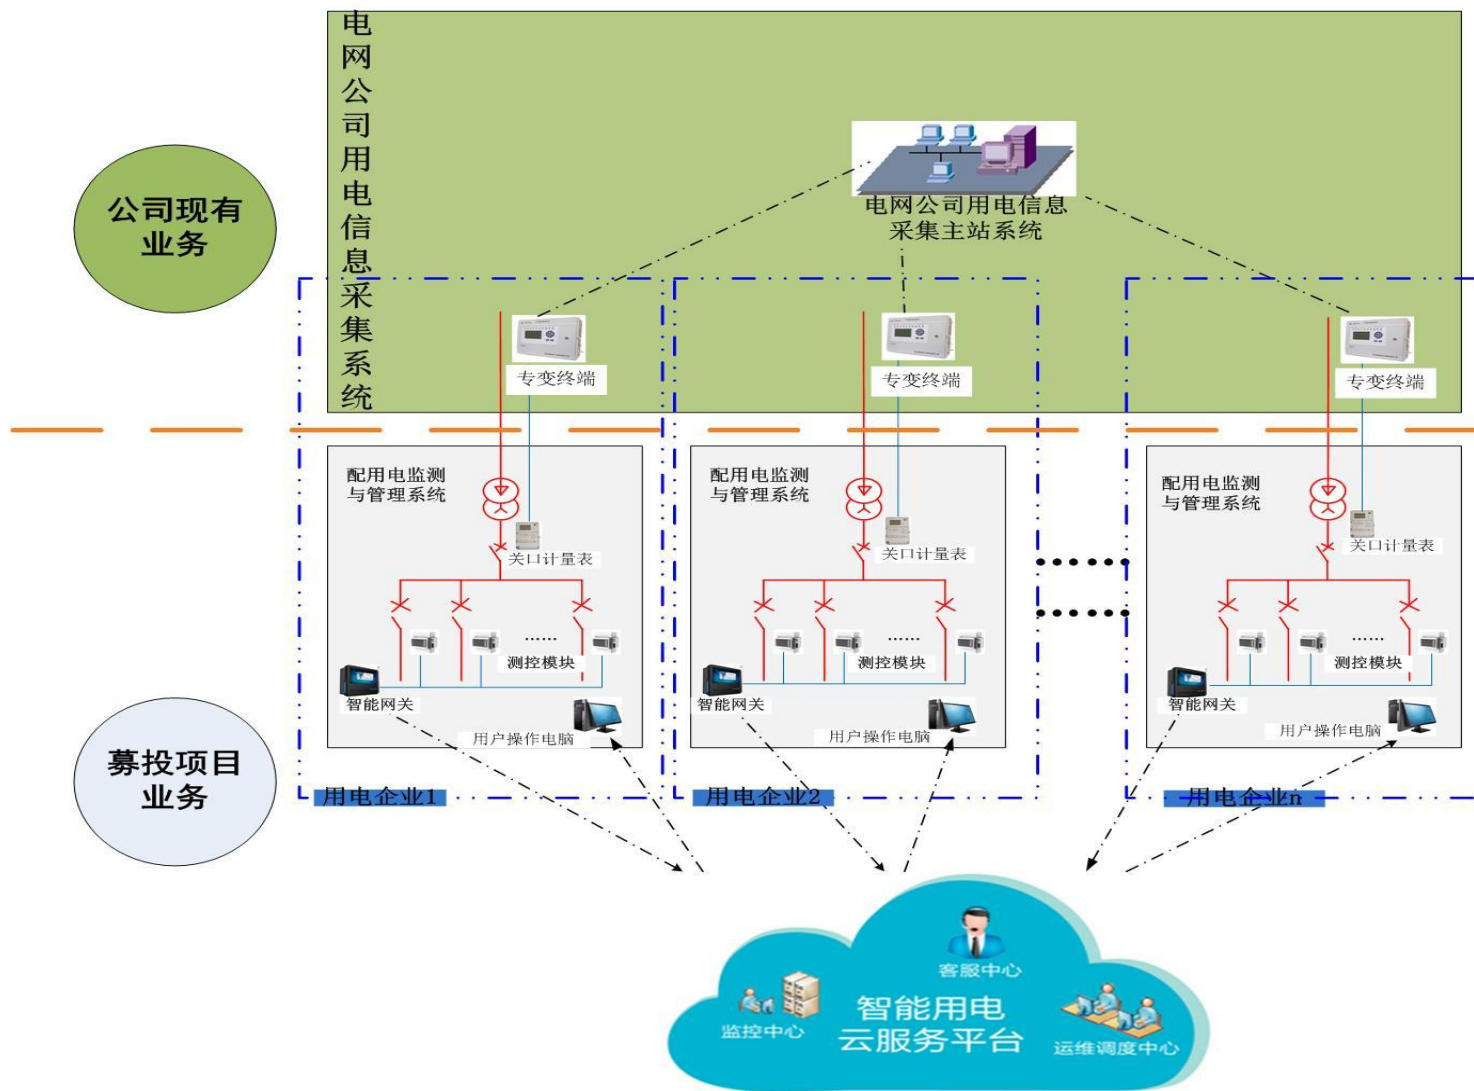 电网公司用电信息采集系统
公司现有
业务
电网公司用电信息
采集主站系统
专变终端
专变终端
专变终端
配用电监测
与管理系统
关口计量表
······
测控模块
智能网关
用户操作电脑
用电企业1
配用电监测
与管理系统
关口计量表
······
测控模块
智能网关
用户操作电脑
用电企业2
配用电监测
与管理系统
关口计量表
······
测控模块
智能网关
用户操作电脑
用电企业n
募投项目
业务
客服中心
监控中心
智能用电
云服务平台
运维调度中心